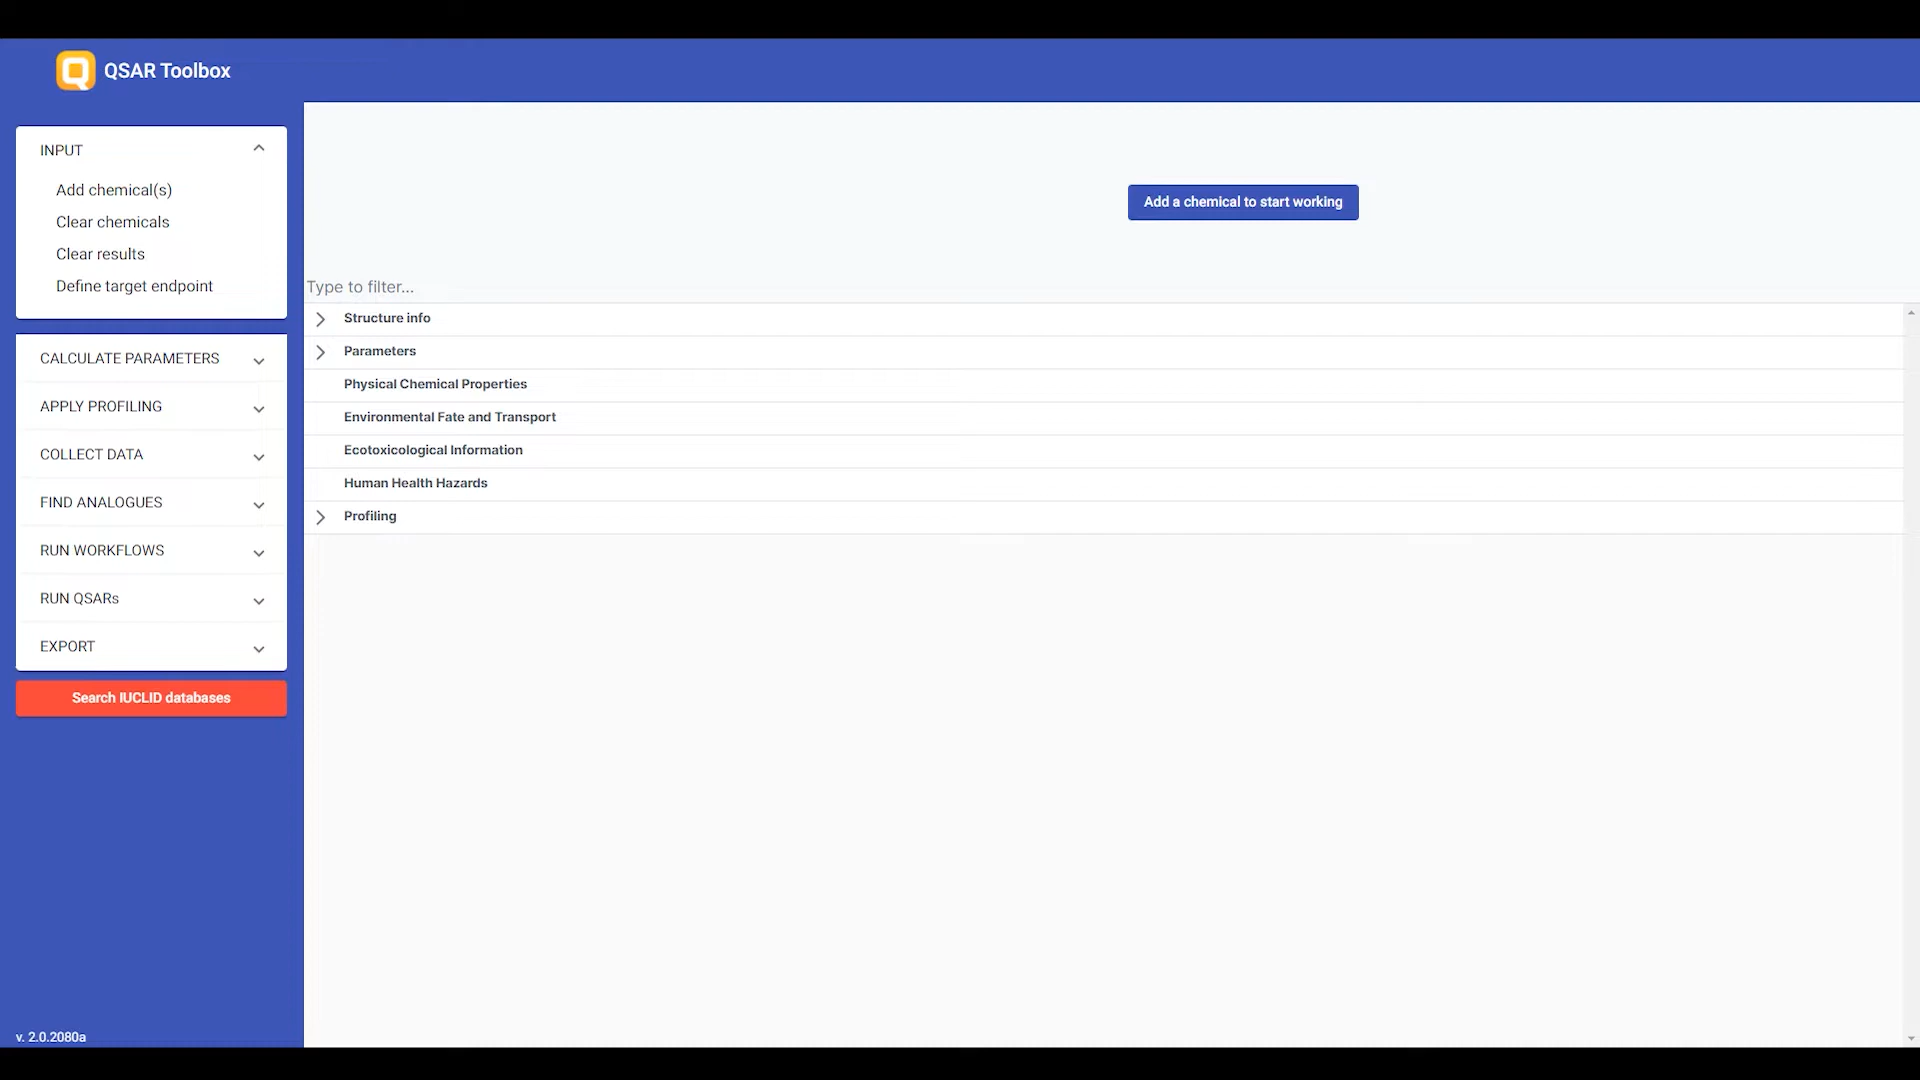 QSAR Toolbox
INPUT
Add chemical(s)
Clear chemicals
Clear results
Define target endpoint
CALCULATE PARAMETERS
APPLY PROFILING
COLLECT DATA
FIND ANALOGUES
RUN WORKFLOWS
RUN QSARs
EXPORT
Search IUCLID databases
v. 2.0.2080a
Add a chemical to start working
Type to filter...
Structure info
Parameters
Physical Chemical Properties
Environmental Fate and Transport
Ecotoxicological Information
Human Health Hazards
Profiling